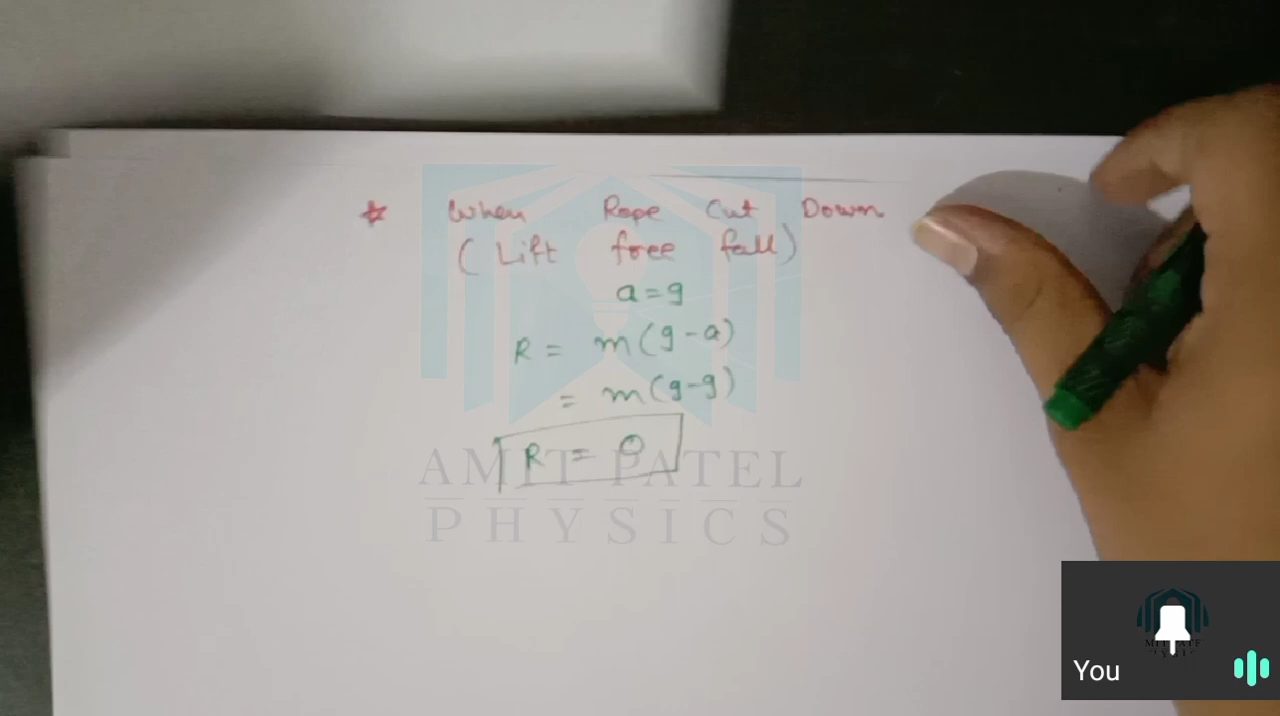 * When Rope Cut Down
(Lift free fall)
a = g
R = m(g-a)
= m(g-g)
R = 0
AMIT PATEL
PHYSICS
You